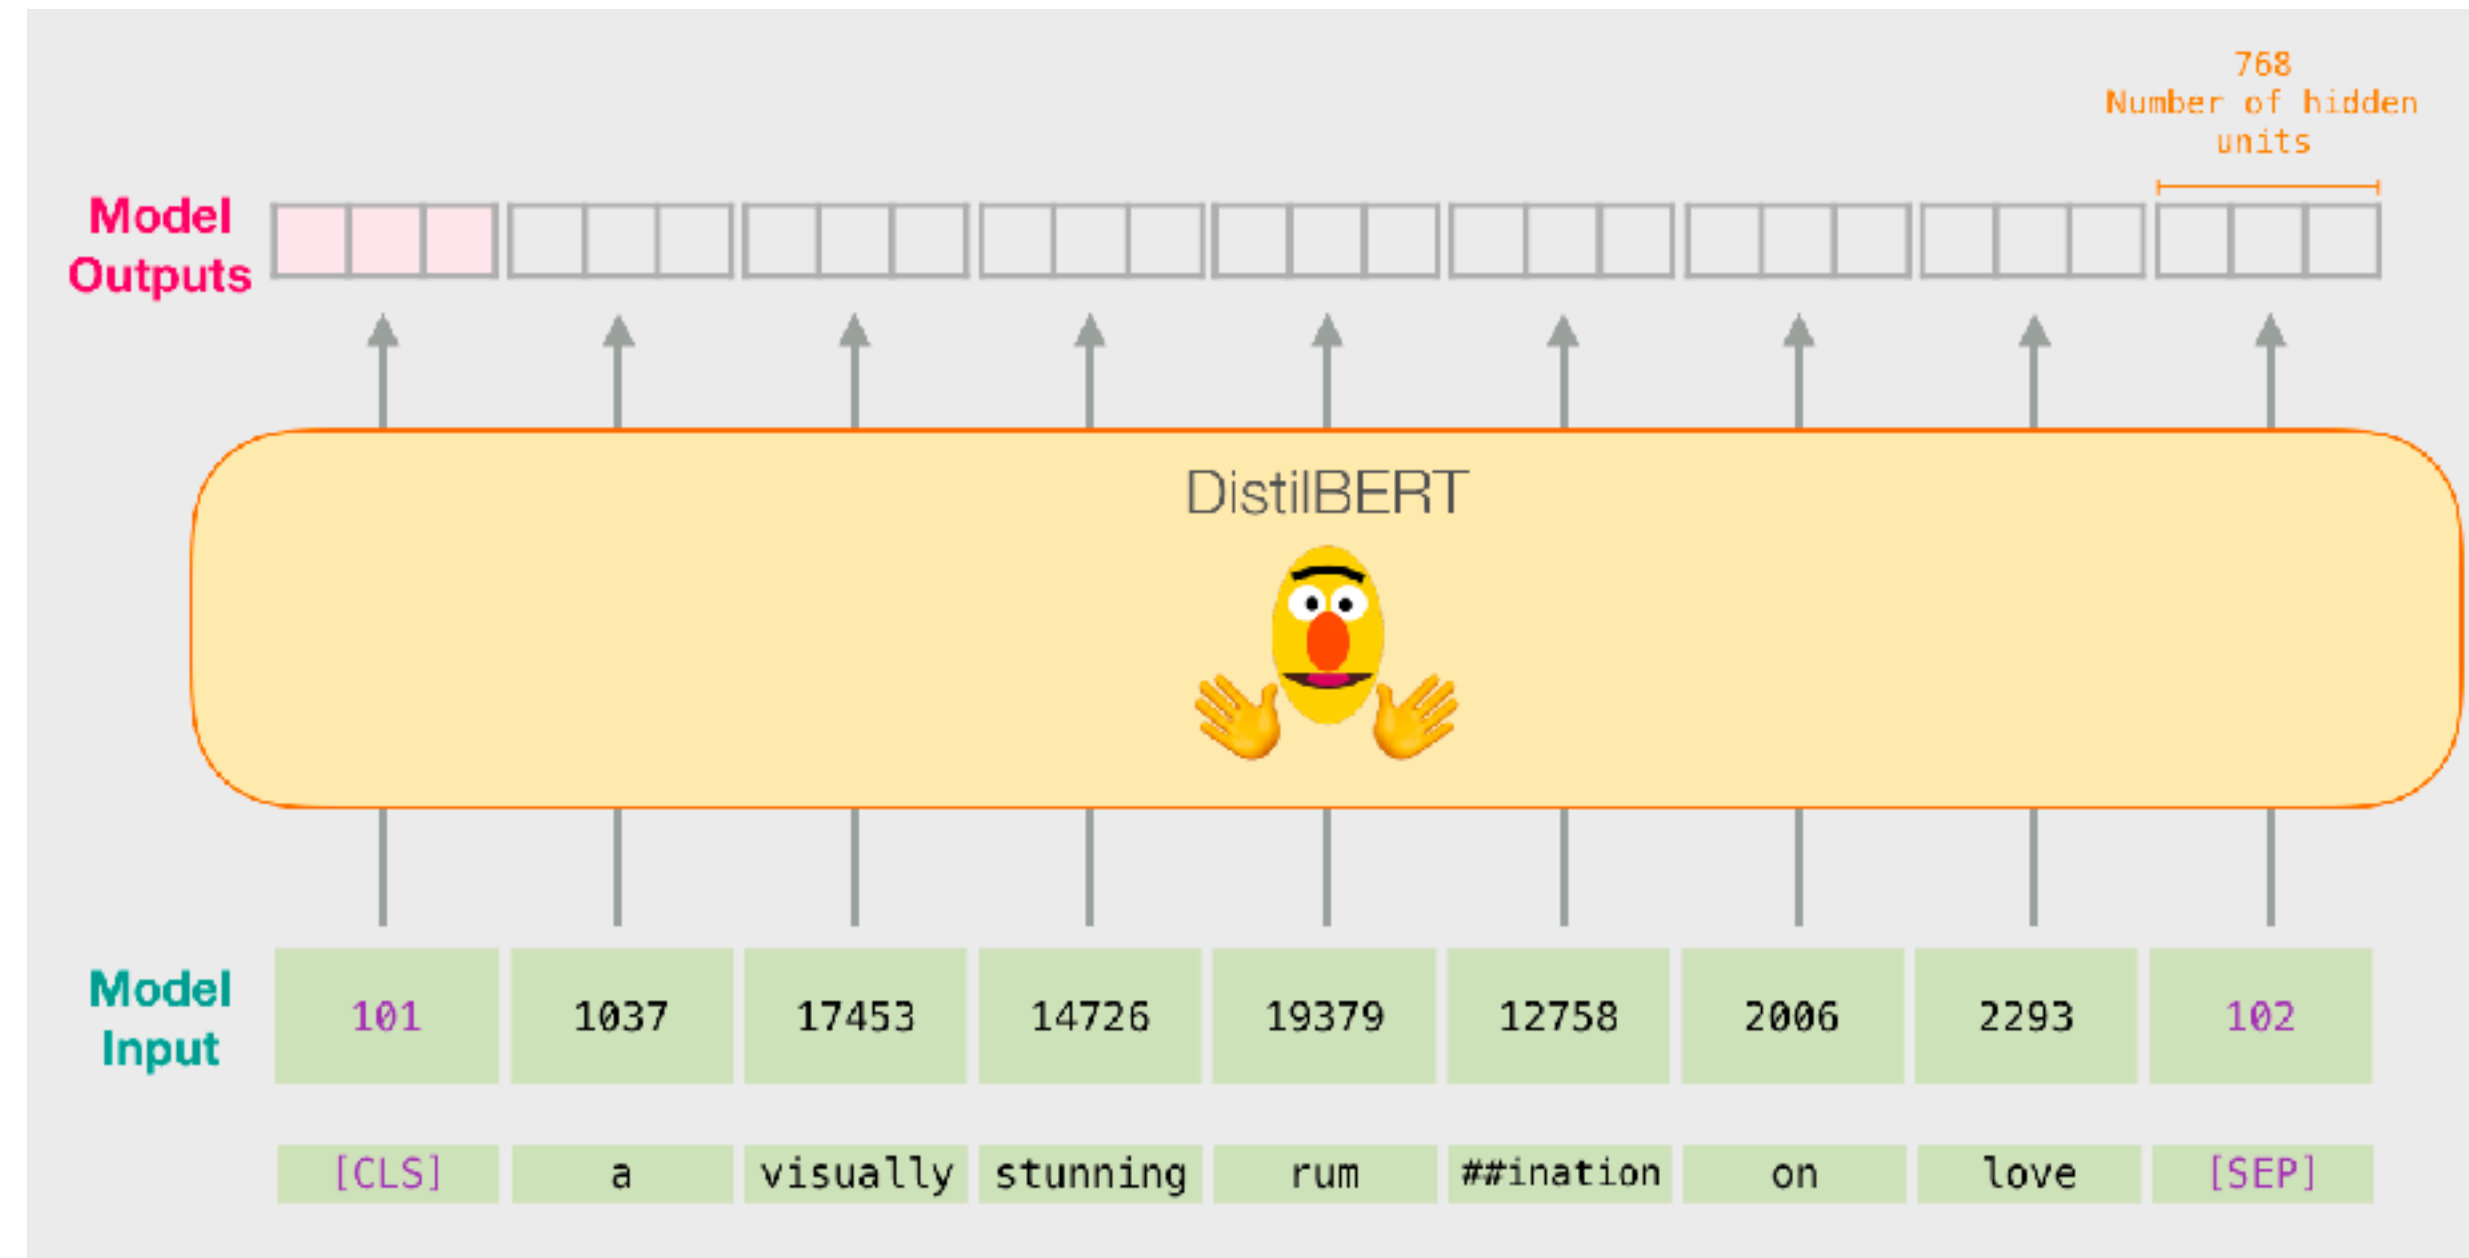 768
Number of hidden
units
Model
Outputs
DistilBERT
Model
Input
101 1037 17453 14726 19379 12758 2006 2293 102
[CLS] a visually stunning rum ##ination on love [SEP]